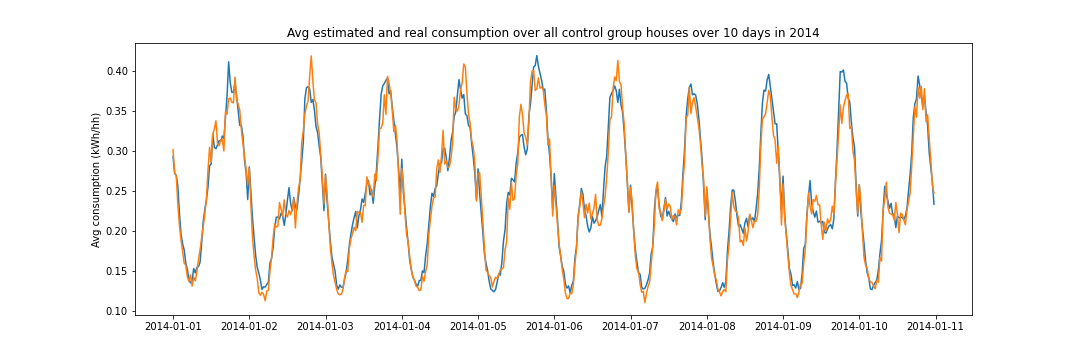 Avg estimated and real consumption over all control group houses over 10 days in 2014
Avg consumption (kWh/hh)
0.40
0.35
0.30
0.25
0.20
0.15
0.10
2014-01-01 2014-01-02 2014-01-03 2014-01-04 2014-01-05 2014-01-06 2014-01-07 2014-01-08 2014-01-09 2014-01-10 2014-01-11